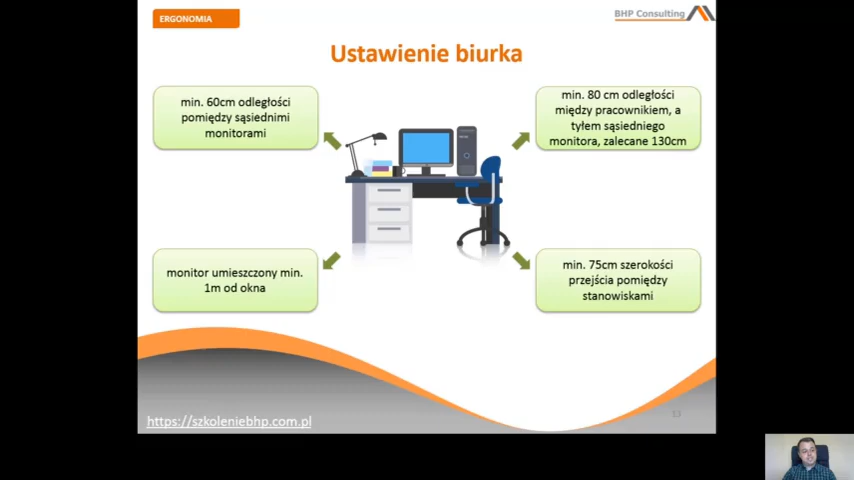 ERGONOMIA
BHP Consulting
Ustawienie biurka
min. 60cm odległości
pomiędzy sąsiednimi
monitorami
min. 80 cm odległości
między pracownikiem, a
tyłem sąsiedniego
monitora, zalecane 130cm
monitor umieszczony min.
1m od okna
min. 75cm szerokości
przejścia pomiędzy
stanowiskami
https://szkoleniebhp.com.pl
13